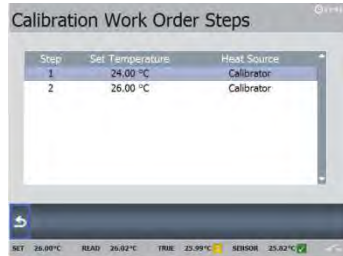 Calibration Work Order Steps
Step Set Temperature Heat Source
1 24.00 °C Calibrator
2 26.00 °C Calibrator
SET 26.00°C READ 26.02°C TRUE 25.99°C SENSOR 25.82°C